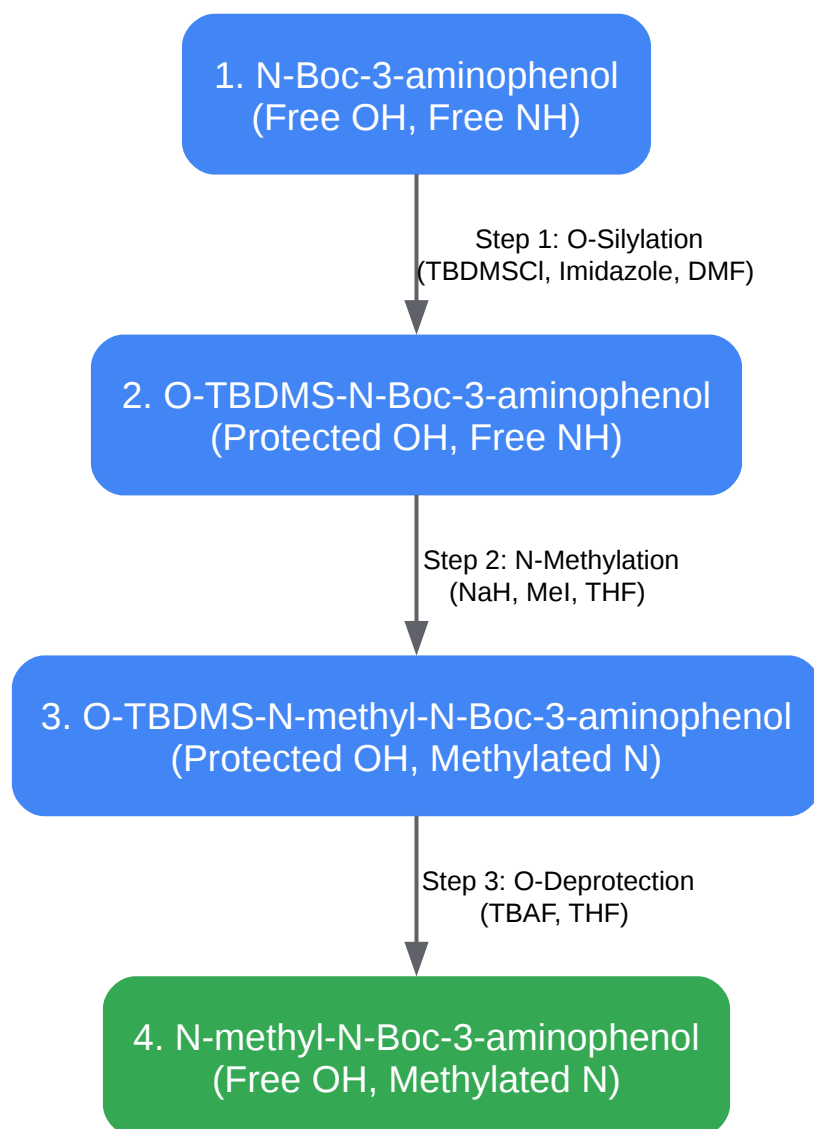 1. N-Boc-3-aminophenol
(Free OH, Free NH)
Step 1: O-Silylation
(TBDMSCl, Imidazole, DMF)
2. O-TBDMS-N-Boc-3-aminophenol
(Protected OH, Free NH)
Step 2: N-Methylation
(NaH, MeI, THF)
3. O-TBDMS-N-methyl-N-Boc-3-aminophenol
(Protected OH, Methylated N)
Step 3: O-Deprotection
(TBAF, THF)
4. N-methyl-N-Boc-3-aminophenol
(Free OH, Methylated N)